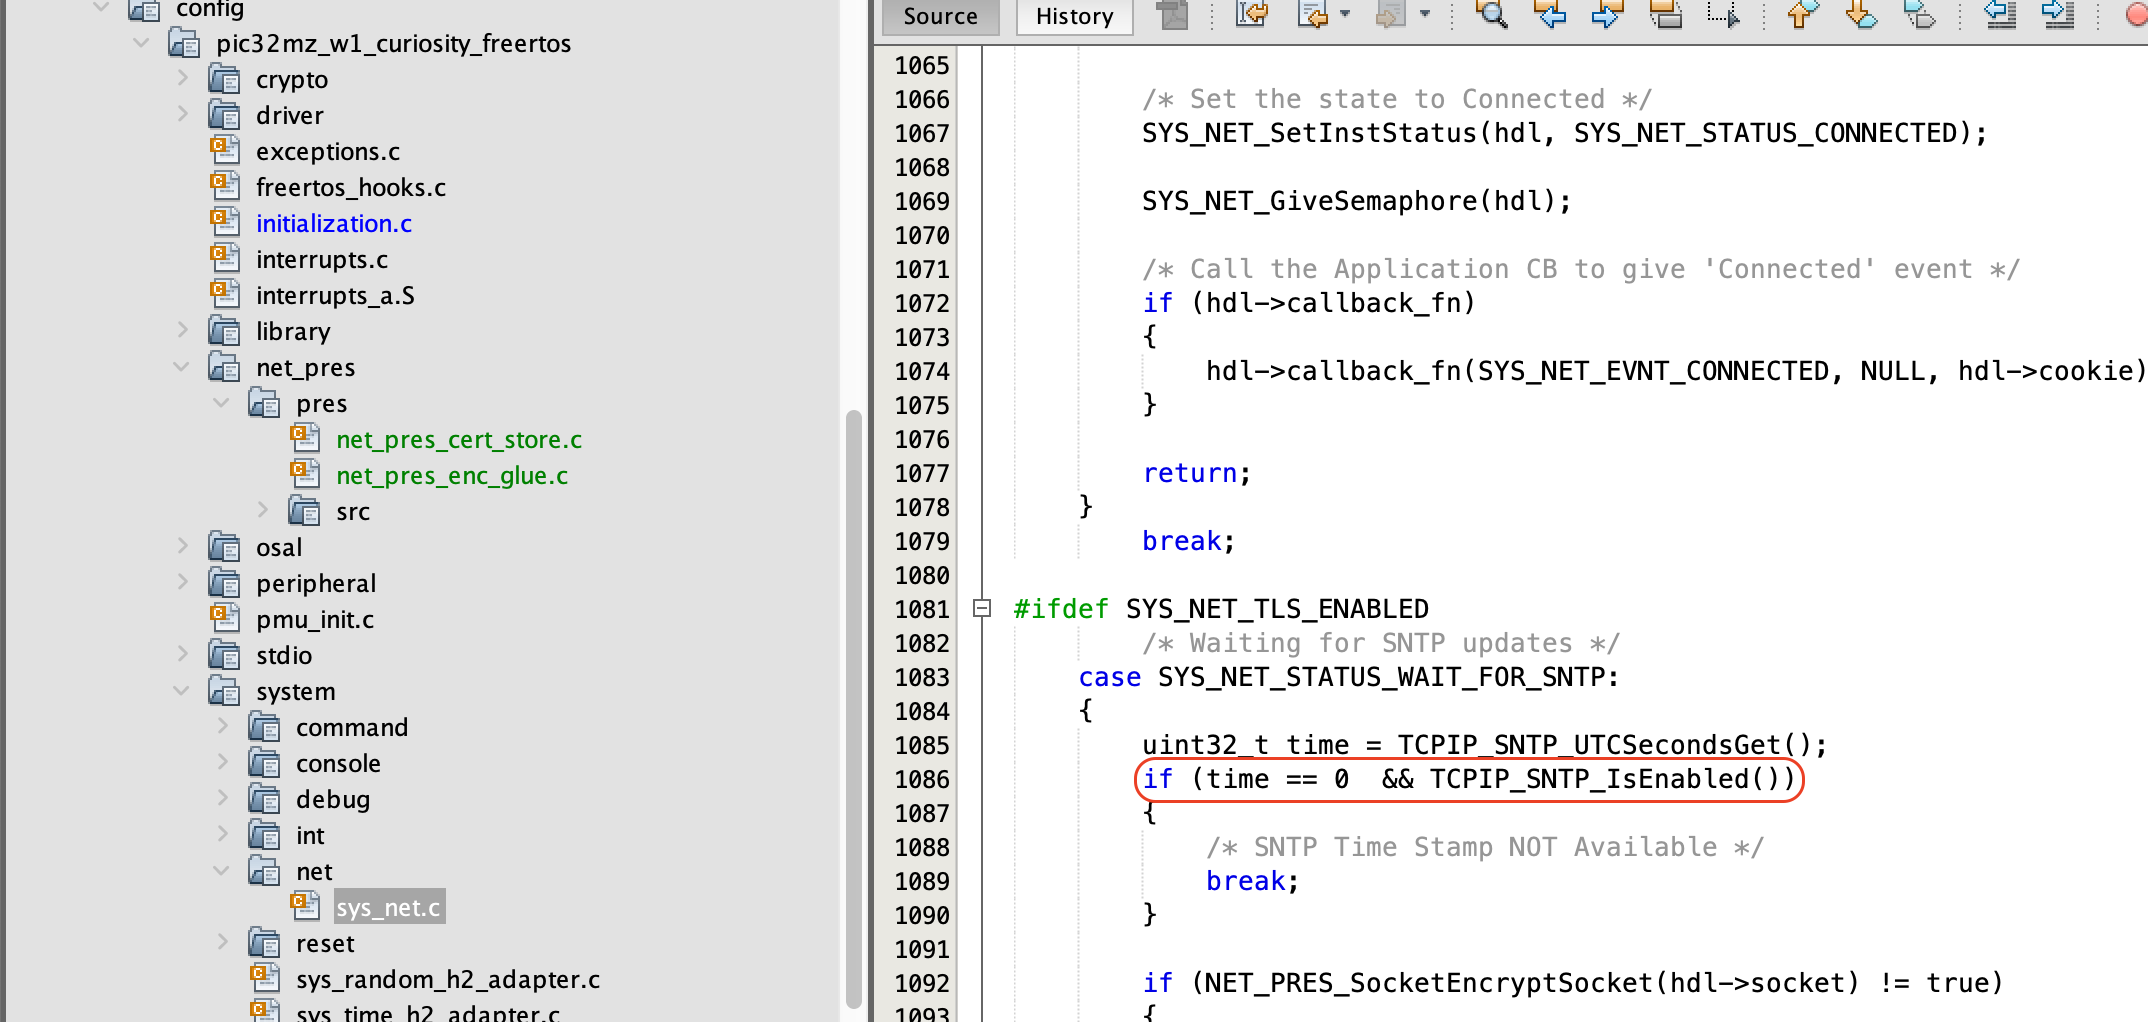 config
pic32mz_w1_curiosity_freertos
crypto
driver
exceptions.c
freertos_hooks.c
initialization.c
interrupts.c
interrupts_a.S
library
net_pres
pres
net_pres_cert_store.c
net_pres_enc_glue.c
src
osal
peripheral
pmu_init.c
stdio
system
command
console
debug
int
net
sys_net.c
reset
sys_random_h2_adapter.c
sys_time_h2_adapter.c
Source History
1065
1066 /* Set the state to Connected */
1067 SYS_NET_SetInstStatus(hdl, SYS_NET_STATUS_CONNECTED);
1068
1069 SYS_NET_GiveSemaphore(hdl);
1070
1071 /* Call the Application CB to give 'Connected' event */
1072 if (hdl->callback_fn)
1073 {
1074 hdl->callback_fn(SYS_NET_EVNT_CONNECTED, NULL, hdl->cookie)
1075 }
1076
1077 return;
1078 }
1079 break;
1080
1081 #ifdef SYS_NET_TLS_ENABLED
1082 /* Waiting for SNTP updates */
1083 case SYS_NET_STATUS_WAIT_FOR_SNTP:
1084 {
1085 uint32_t time = TCPIP_SNTP_UTCSecondsGet();
1086 if (time == 0  && TCPIP_SNTP_IsEnabled())
1087 {
1088 /* SNTP Time Stamp NOT Available */
1089 break;
1090 }
1091
1092 if (NET_PRES_SocketEncryptSocket(hdl->socket) != true)
1093 {